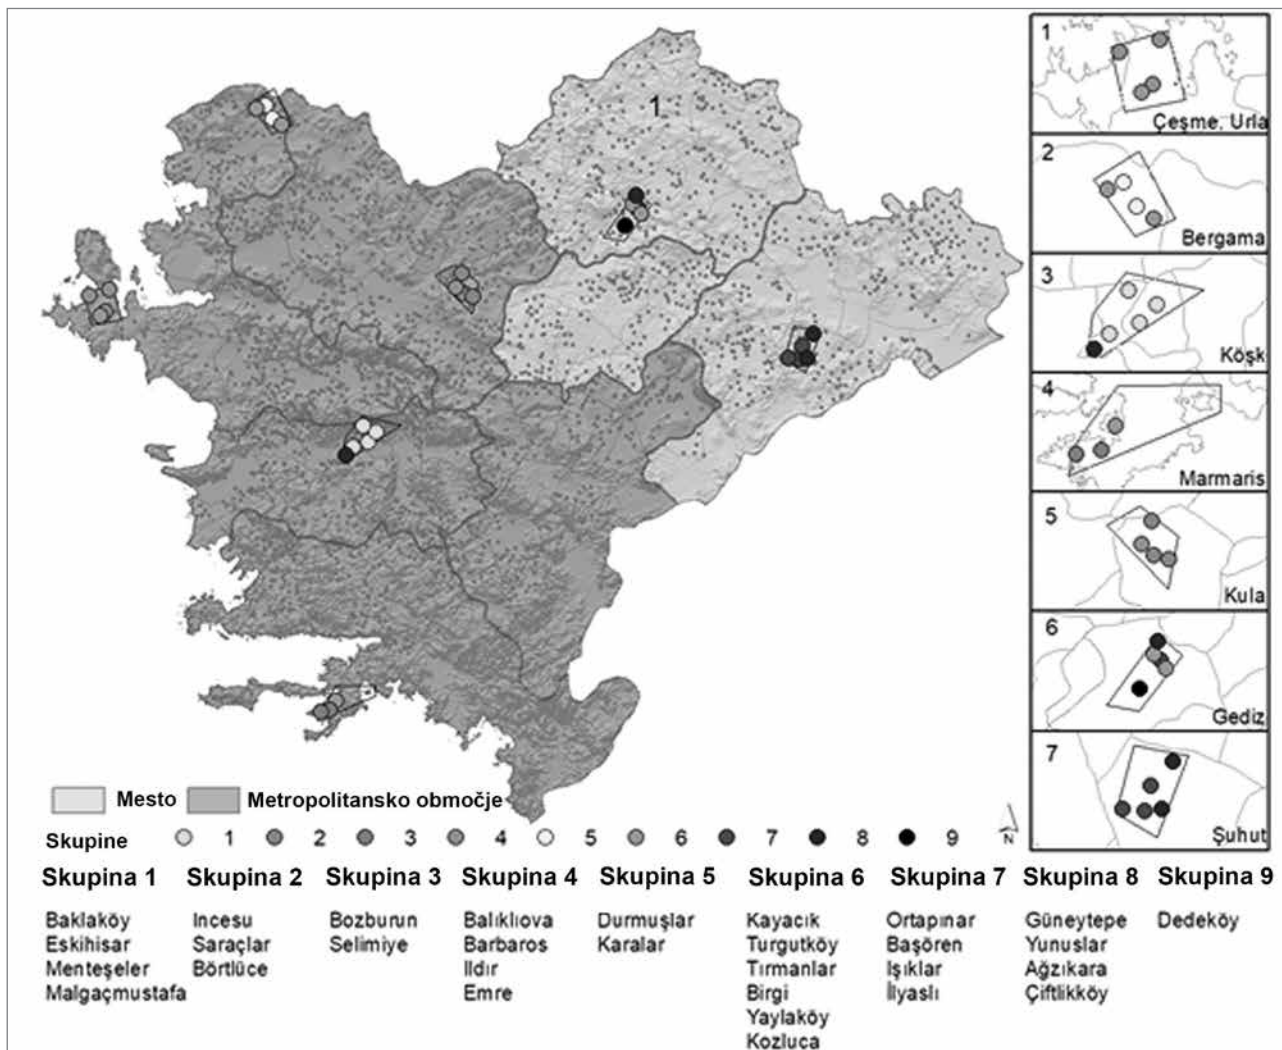 1
1
Çeşme, Urla
2
Bergama
3
Köşk
4
Marmaris
5
Kula
6
Gediz
7
Şuhut
N
Mesto Metropolitansko območje
Skupine 1 2 3 4 5 6 7 8 9
Skupina 1 Skupina 2 Skupina 3 Skupina 4 Skupina 5 Skupina 6 Skupina 7 Skupina 8 Skupina 9
Baklaköy Incesu Bozburun Balıklıova Durmuşlar Kayacık Ortapınar Güneytepe Dedeköy
Eskihisar Saraçlar Selimiye Barbaros Karalar Turgutköy Başören Yunuslar
Menteşeler Börtlüce Ildır Tırmanlar Işıklar Ağzıkara
Malgaçmustafa Emre Birgi İlyaslı Çiftlikköy
Yaylaköy
Kozluca